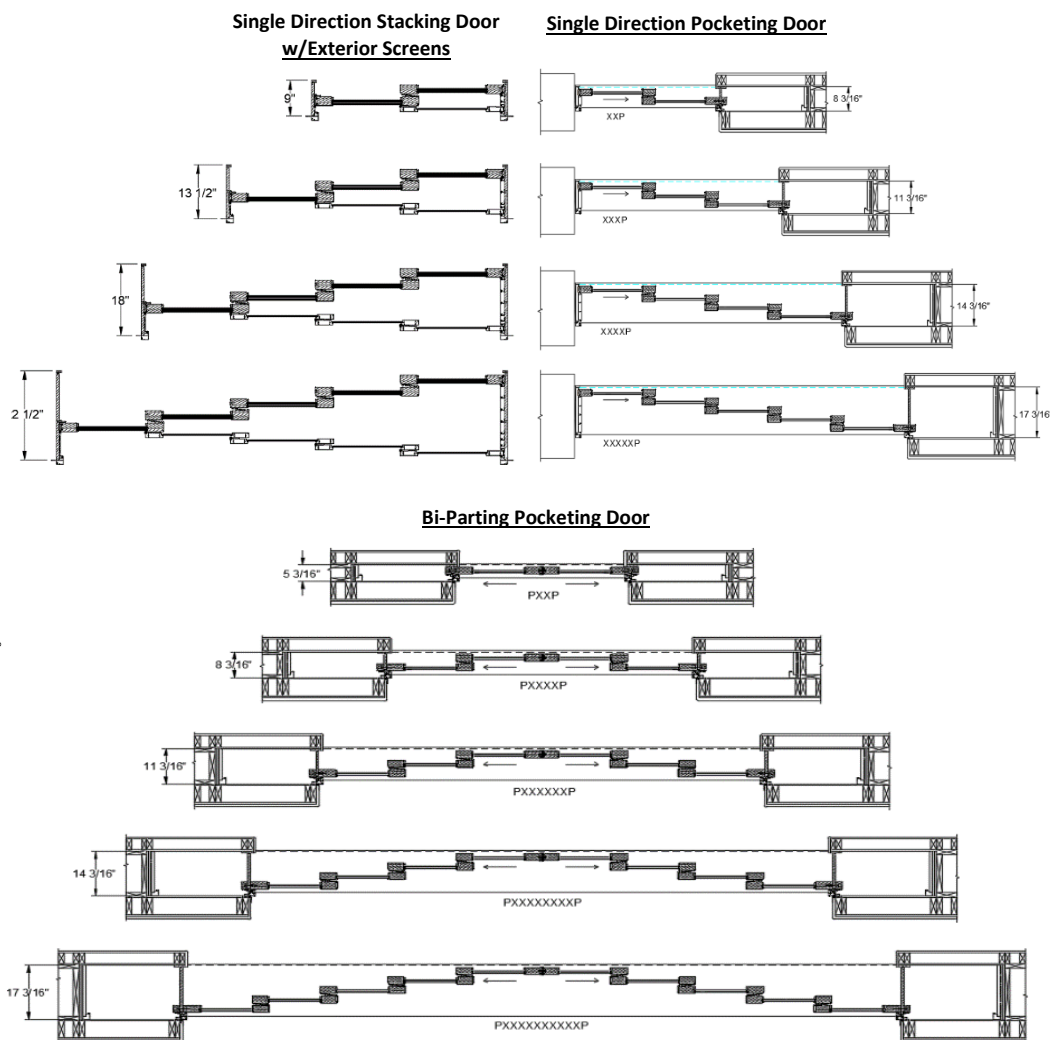 Single Direction Stacking Door
w/Exterior Screens
Single Direction Pocketing Door
9"
8 3/16"
XXP
13 1/2"
11 3/16"
XXXP
18"
14 3/16"
XXXXP
2 1/2"
17 3/16"
XXXXXP
Bi-Parting Pocketing Door
5 3/16"
PXXP
8 3/16"
PXXXXP
11 3/16"
PXXXXXXP
14 3/16"
PXXXXXXXXP
17 3/16"
PXXXXXXXXXXP